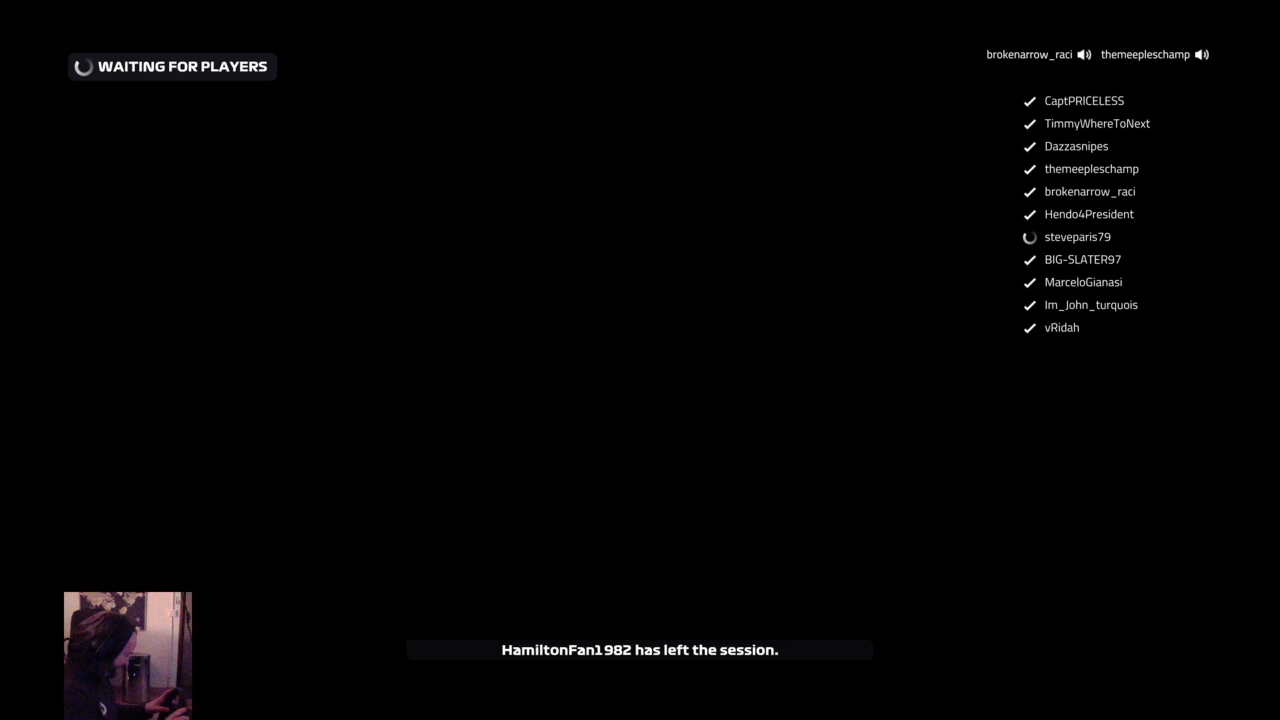 WAITING FOR PLAYERS
brokenarrow_raci themeepleschamp
CaptPRICELESS
TimmyWhereToNext
Dazzasnipes
themeepleschamp
brokenarrow_raci
Hendo4President
steveparis79
BIG-SLATER97
MarceloGianasi
Im_John_turquois
vRidah
HamiltonFan1982 has left the session.